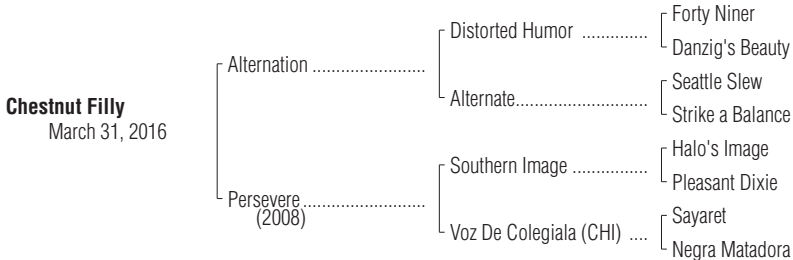 Forty Niner
Distorted Humor ..............
Danzig's Beauty
Alternation ........................
Seattle Slew
Alternate............................
Strike a Balance
Chestnut Filly
March 31, 2016
Halo's Image
Southern Image ................
Pleasant Dixie
Persevere..........................
(2008)
Sayaret
Voz De Colegiala (CHI) ....
Negra Matadora